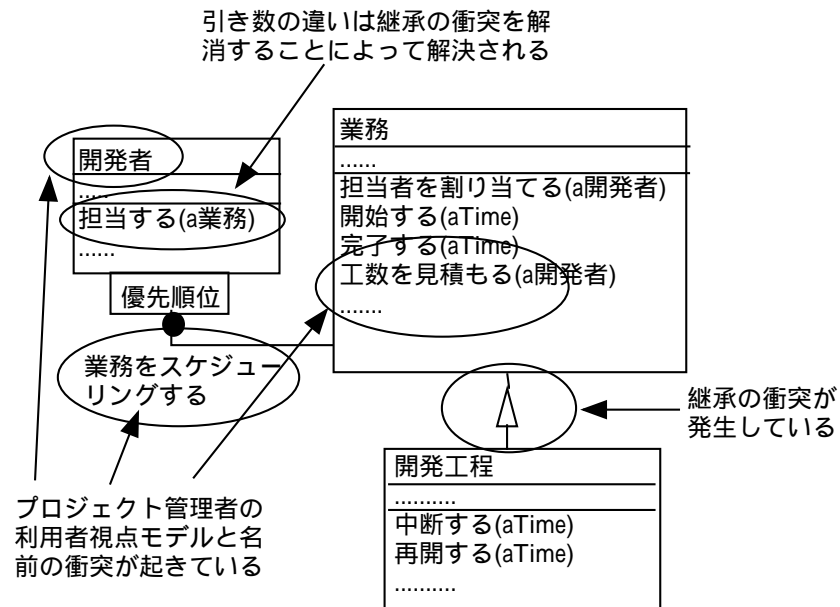 引き数の違いは継承の衝突を解
消することによって解決される
開発者
.....
担当する(a業務)
......
優先順位
業務をスケジュー
リングする
業務
......
担当者を割り当てる(a開発者)
開始する(aTime)
完了する(aTime)
工数を見積もる(a開発者)
.......
継承の衝突が
発生している
開発工程
..........
中断する(aTime)
再開する(aTime)
..........
プロジェクト管理者の
利用者視点モデルと名
前の衝突が起きている